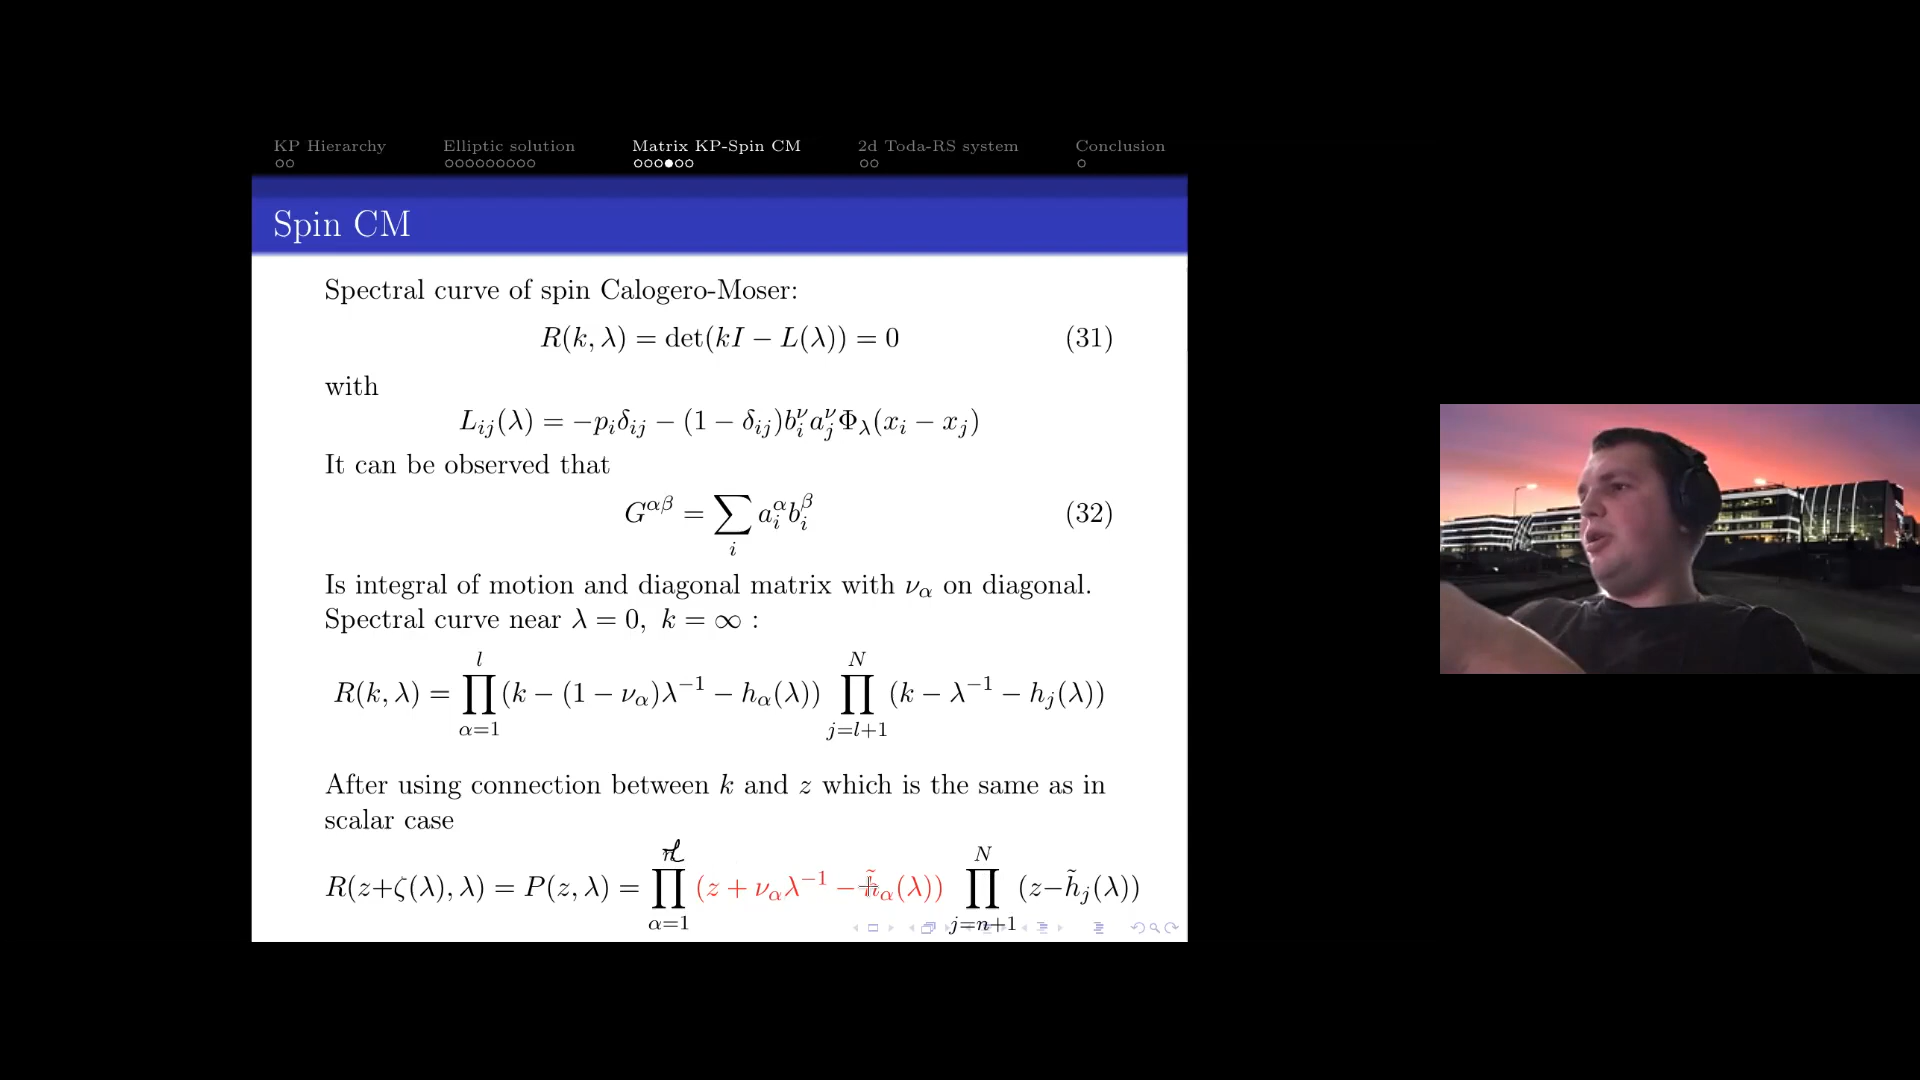 KP Hierarchy Elliptic solution Matrix KP-Spin CM 2d Toda-RS system Conclusion
Spin CM
Spectral curve of spin Calogero-Moser:
R(k, λ) = det(kI − L(λ)) = 0 (31)
with
L_{ij}(λ) = −p_iδ_{ij} − (1 − δ_{ij})b_i^ν a_j^ν Φ_λ(x_i − x_j)
It can be observed that
G^{αβ} = ∑_i a_i^α b_i^β (32)
Is integral of motion and diagonal matrix with ν_α on diagonal.
Spectral curve near λ = 0, k = ∞ :
R(k, λ) = ∏_{α=1}^{l} (k − (1 − ν_α)λ^{−1} − h_α(λ)) ∏_{j=l+1}^{N} (k − λ^{−1} − h_j(λ))
After using connection between k and z which is the same as in
scalar case
R(z+ζ(λ), λ) = P(z, λ) = ∏_{α=1} (z + ν_αλ^{−1} − h̃_α(λ)) ∏_{j=n+1}^{N} (z−h̃_j(λ))